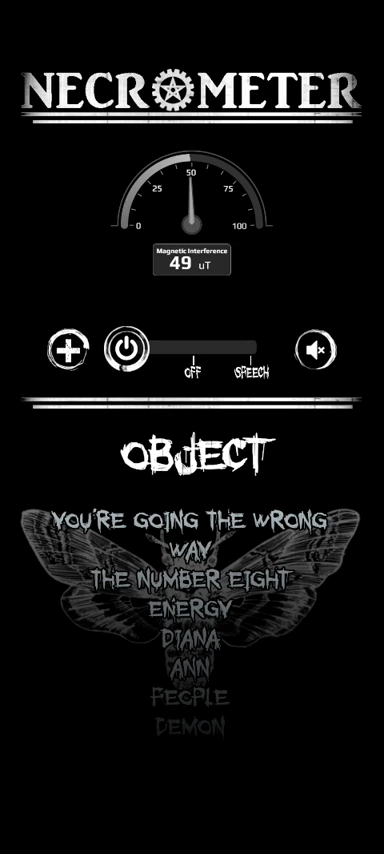 NECROMETER
50
25
75
0
100
Magnetic Interference
49 uT
OFF
SPEECH
OBJECT
YOU'RE GOING THE WRONG
WAY
THE NUMBER EIGHT
ENERGY
DIANA
ANN
PEOPLE
DEMON